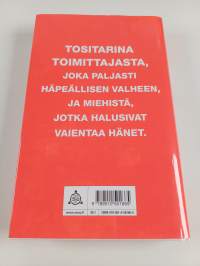 TOSITARINA
TOIMITTAJASTA,
JOKA PALJASTI
HÄPEÄLLISEN VALHEEN,
JA MIEHISTÄ,
JOTKA HALUSIVAT
VAIENTAA HÄNET.